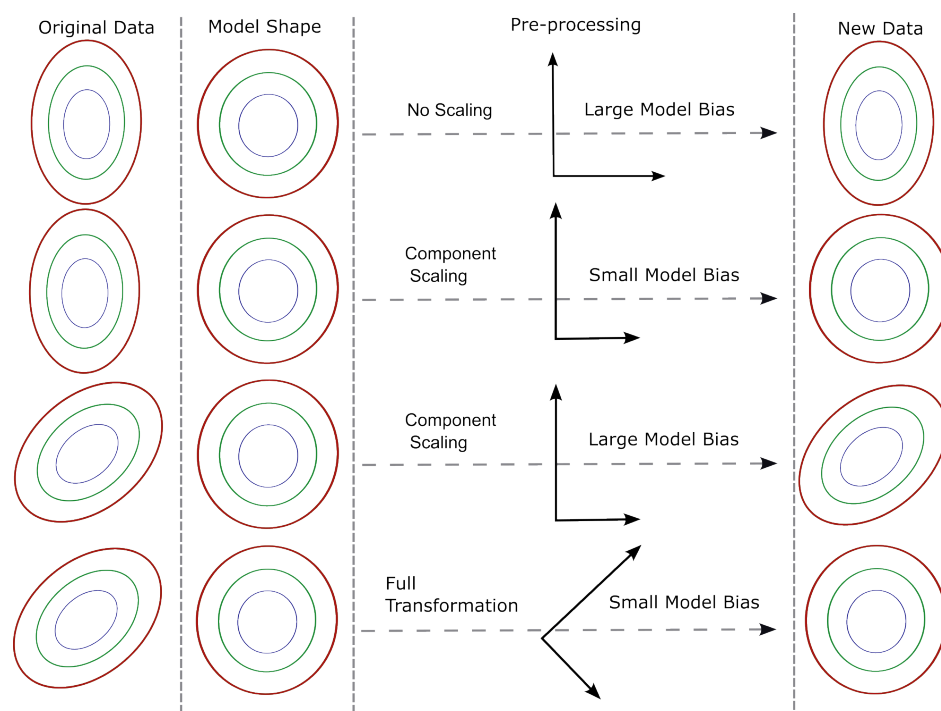 Original Data
Model Shape
Pre-processing
New Data
No Scaling
Large Model Bias
Component
Scaling
Small Model Bias
Component
Scaling
Large Model Bias
Full
Transformation
Small Model Bias